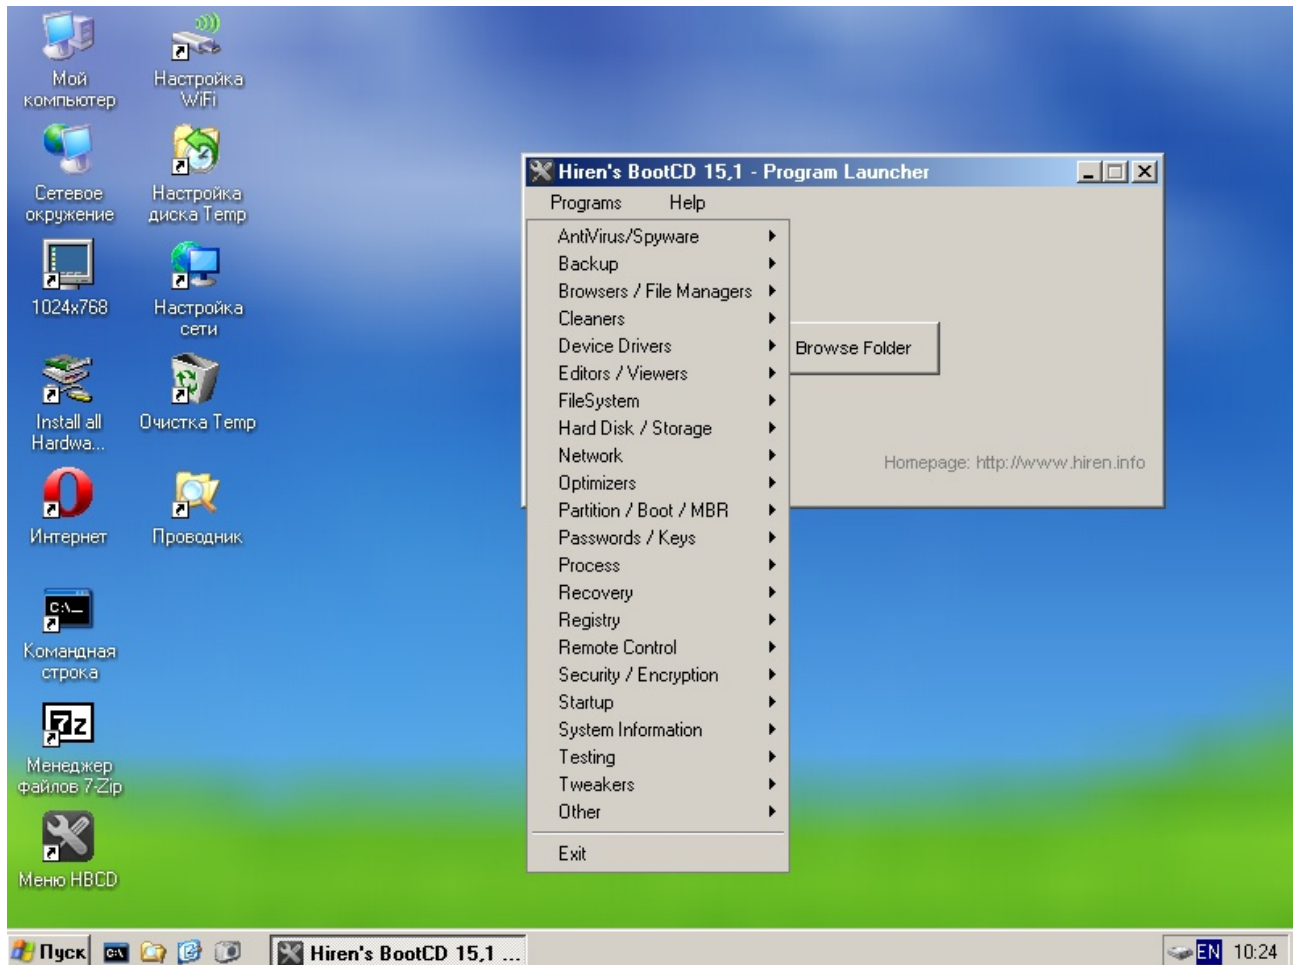 Мой
компьютер
Настройка
WiFi
Сетевое
окружение
Настройка
диска Temp
1024x768
Настройка
сети
Install all
Hardwa...
Очистка Temp
Интернет
Проводник
C:\_
Командная
строка
7z
Менеджер
файлов 7-Zip
Меню HBCD
Hiren's BootCD 15,1 - Program Launcher
Programs
Help
AntiVirus/Spyware
Backup
Browsers / File Managers
Cleaners
Device Drivers
Editors / Viewers
FileSystem
Hard Disk / Storage
Network
Optimizers
Partition / Boot / MBR
Passwords / Keys
Process
Recovery
Registry
Remote Control
Security / Encryption
Startup
System Information
Testing
Tweakers
Other
Exit
Browse Folder
Homepage: http://www.hiren.info
Пуск
Hiren's BootCD 15,1 ...
EN
10:24